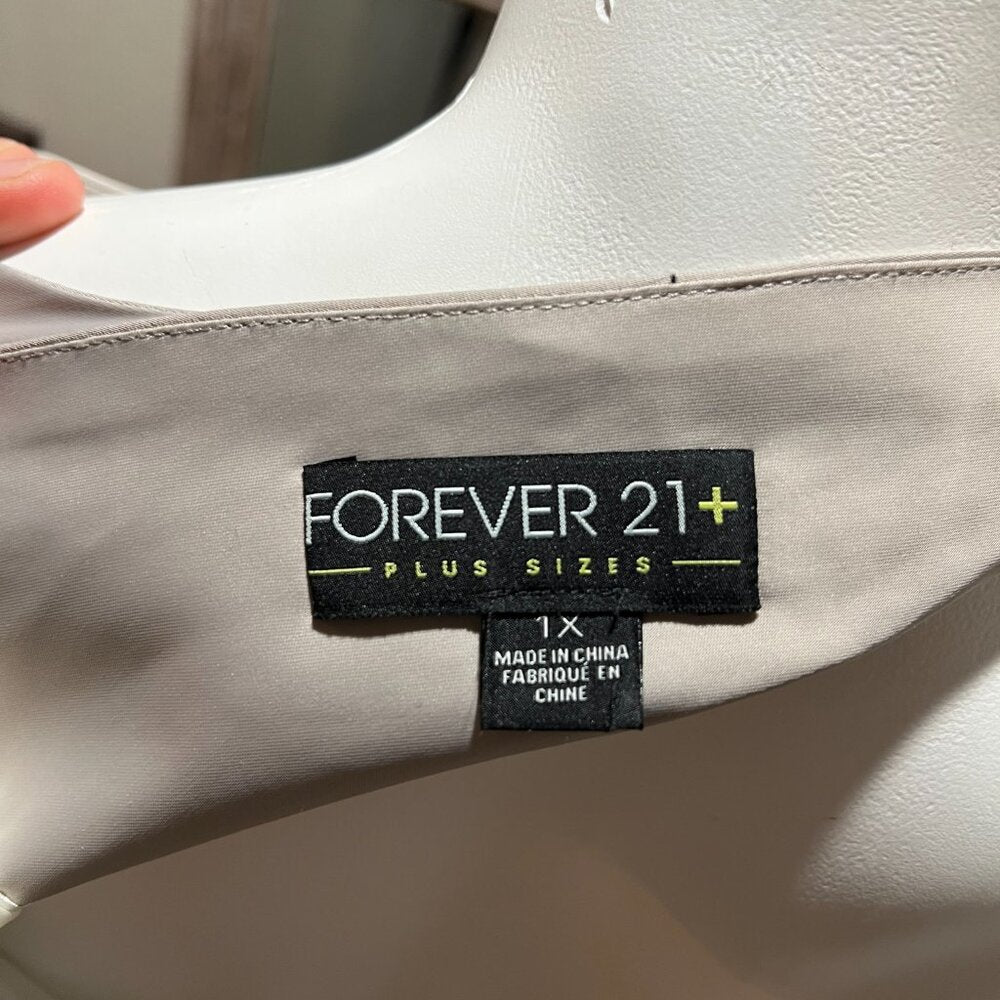 FOREVER 21+
PLUS SIZES
1X
MADE IN CHINA
FABRIQUÉ EN
CHINE